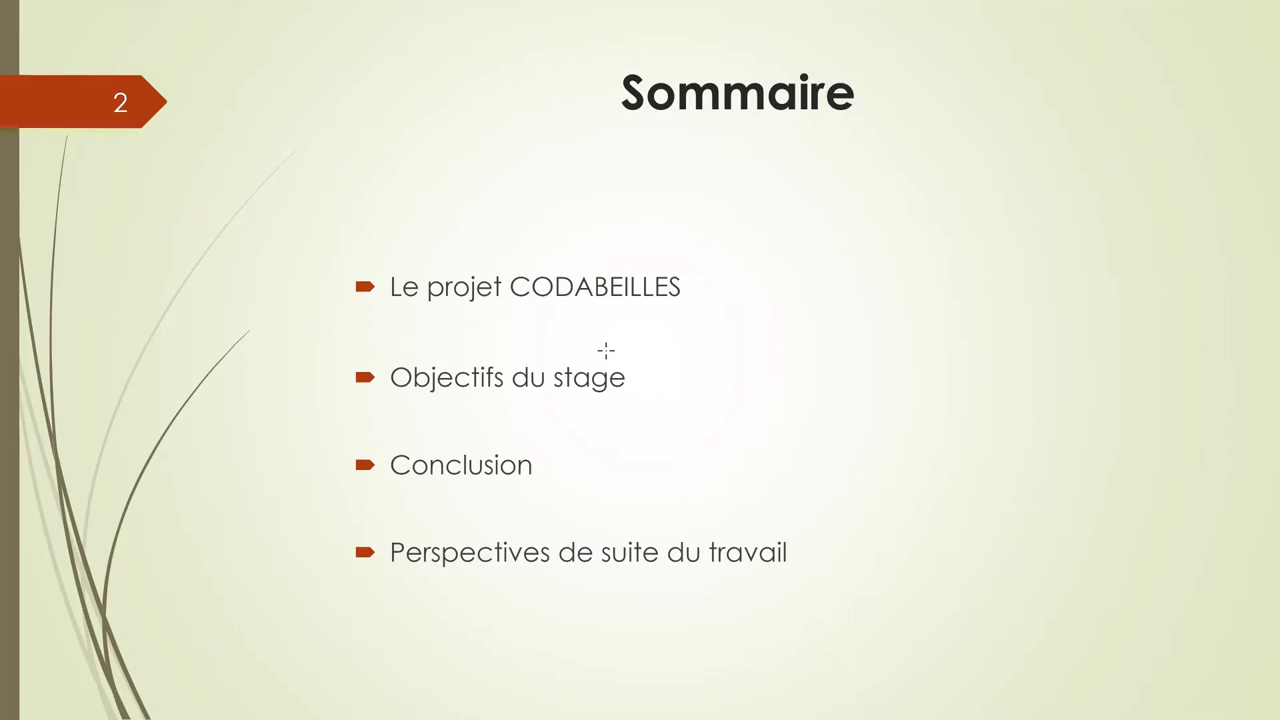 2
Sommaire
Le projet CODABEILLES
Objectifs du stage
Conclusion
Perspectives de suite du travail